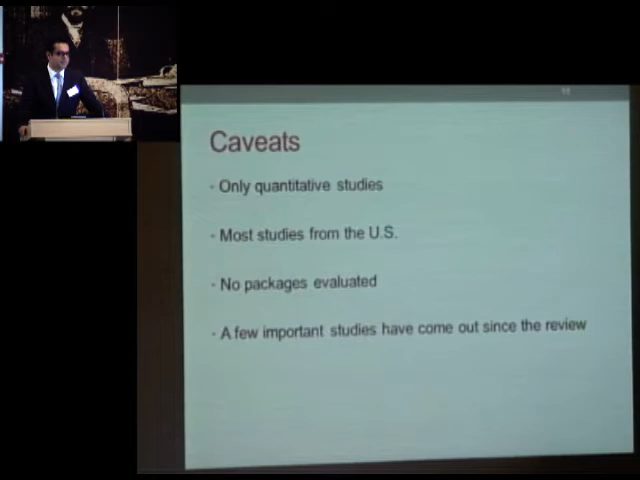 Caveats
• Only quantitative studies
• Most studies from the U.S.
• No packages evaluated
• A few important studies have come out since the review